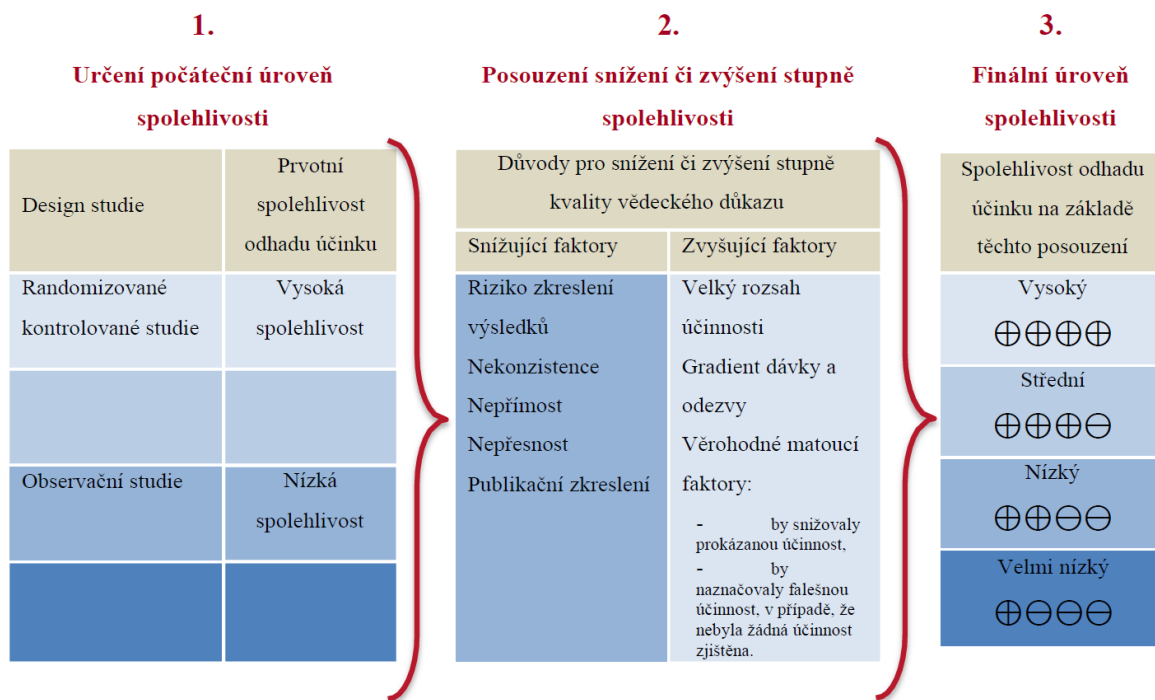 1.
Určení počáteční úroveň
spolehlivosti
Design studie
Prvotní
spolehlivost
odhadu účinku
Randomizované
kontrolované studie
Vysoká
spolehlivost
Observační studie
Nízká
spolehlivost
2.
Posouzení snížení či zvýšení stupně
spolehlivosti
Důvody pro snížení či zvýšení stupně
kvality vědeckého důkazu
Snížující faktory
Zvyšující faktory
Riziko zkreslení
výsledků
Nekonzistence
Nepřímost
Nepřesnost
Publikační zkreslení
Velký rozsah
účinnosti
Gradient dávky a
odezvy
Věrohodné matoucí
faktory:
- by snižovaly
prokázanou účinnost,
- by
naznačovaly falešnou
účinnost, v případě, že
nebyla žádná účinnost
zjištěna.
3.
Finální úroveň
spolehlivosti
Spolehlivost odhadu
účinku na základě
těchto posouzení
Vysoký
⊕⊕⊕⊕
Střední
⊕⊕⊕⊖
Nízký
⊕⊕⊖⊖
Velmi nízký
⊕⊖⊖⊖